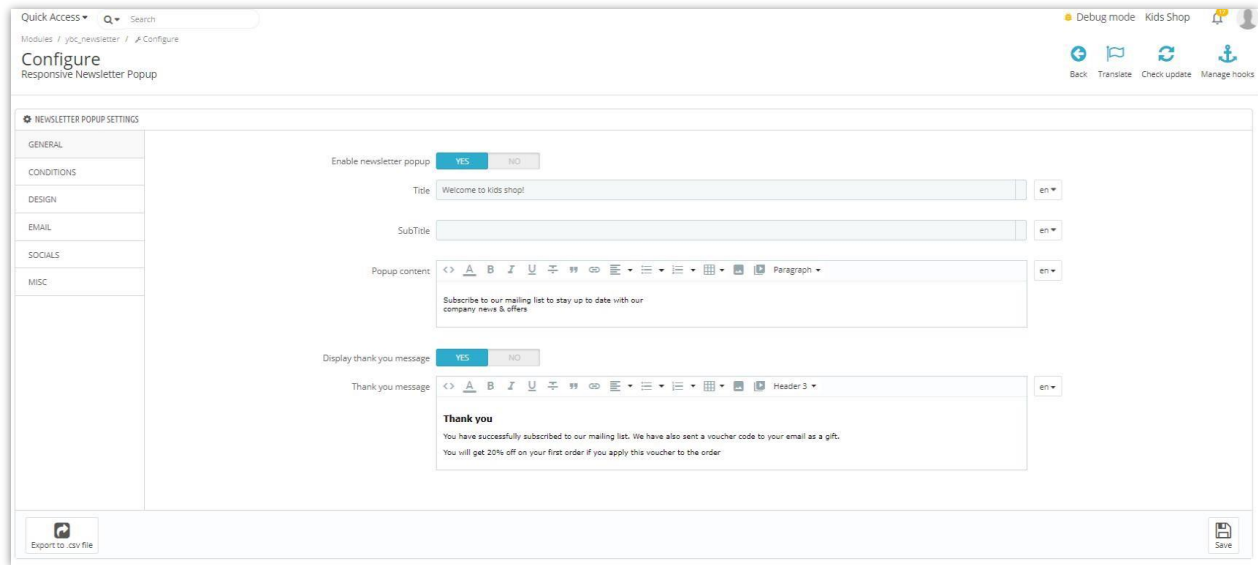 Quick Access
Search
Debug mode
Kids Shop
17
Modules / ybc_newsletter / Configure
Configure
Responsive Newsletter Popup
Back
Translate
Check update
Manage hooks
NEWSLETTER POPUP SETTINGS
GENERAL
CONDITIONS
DESIGN
EMAIL
SOCIALS
MISC
Enable newsletter popup YES NO
Title Welcome to kids shop! en
SubTitle en
Popup content A B I U Paragraph en
Subscribe to our mailing list to stay up to date with our
company news & offers
Display thank you message YES NO
Thank you message A B I U Header 3 en
Thank you
You have successfully subscribed to our mailing list. We have also sent a voucher code to your email as a gift.
You will get 20% off on your first order if you apply this voucher to the order
Export to .csv file
Save